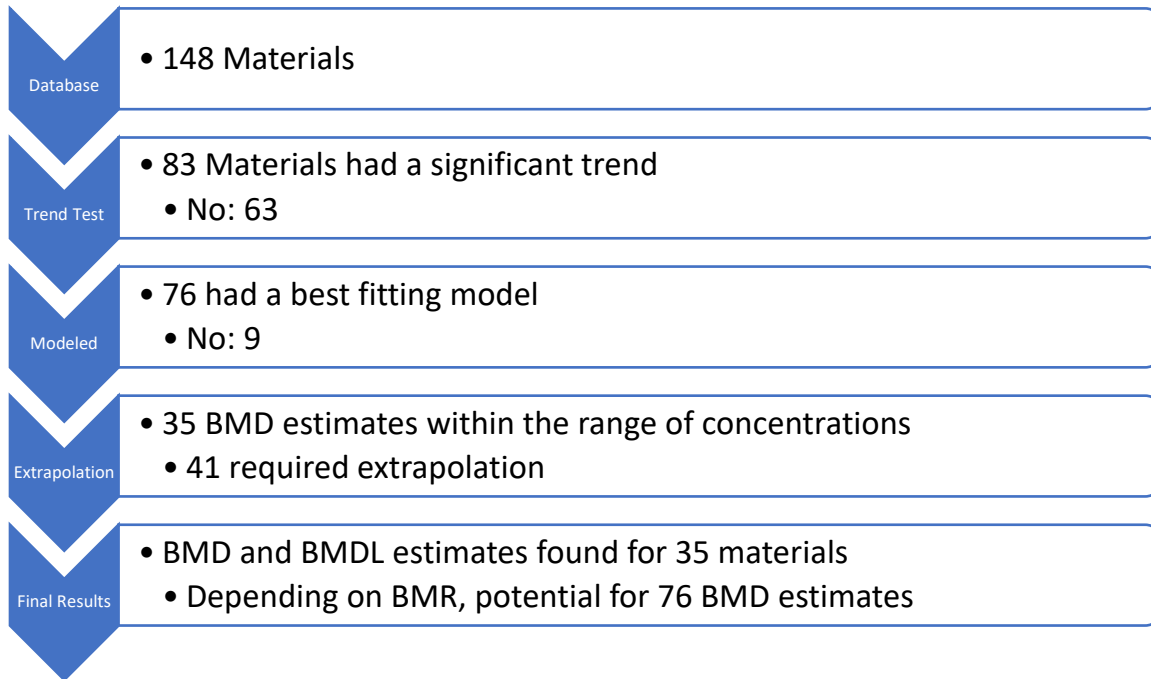 Database
• 148 Materials
Trend Test
• 83 Materials had a significant trend
• No: 63
Modeled
• 76 had a best fitting model
• No: 9
Extrapolation
• 35 BMD estimates within the range of concentrations
• 41 required extrapolation
Final Results
• BMD and BMDL estimates found for 35 materials
• Depending on BMR, potential for 76 BMD estimates